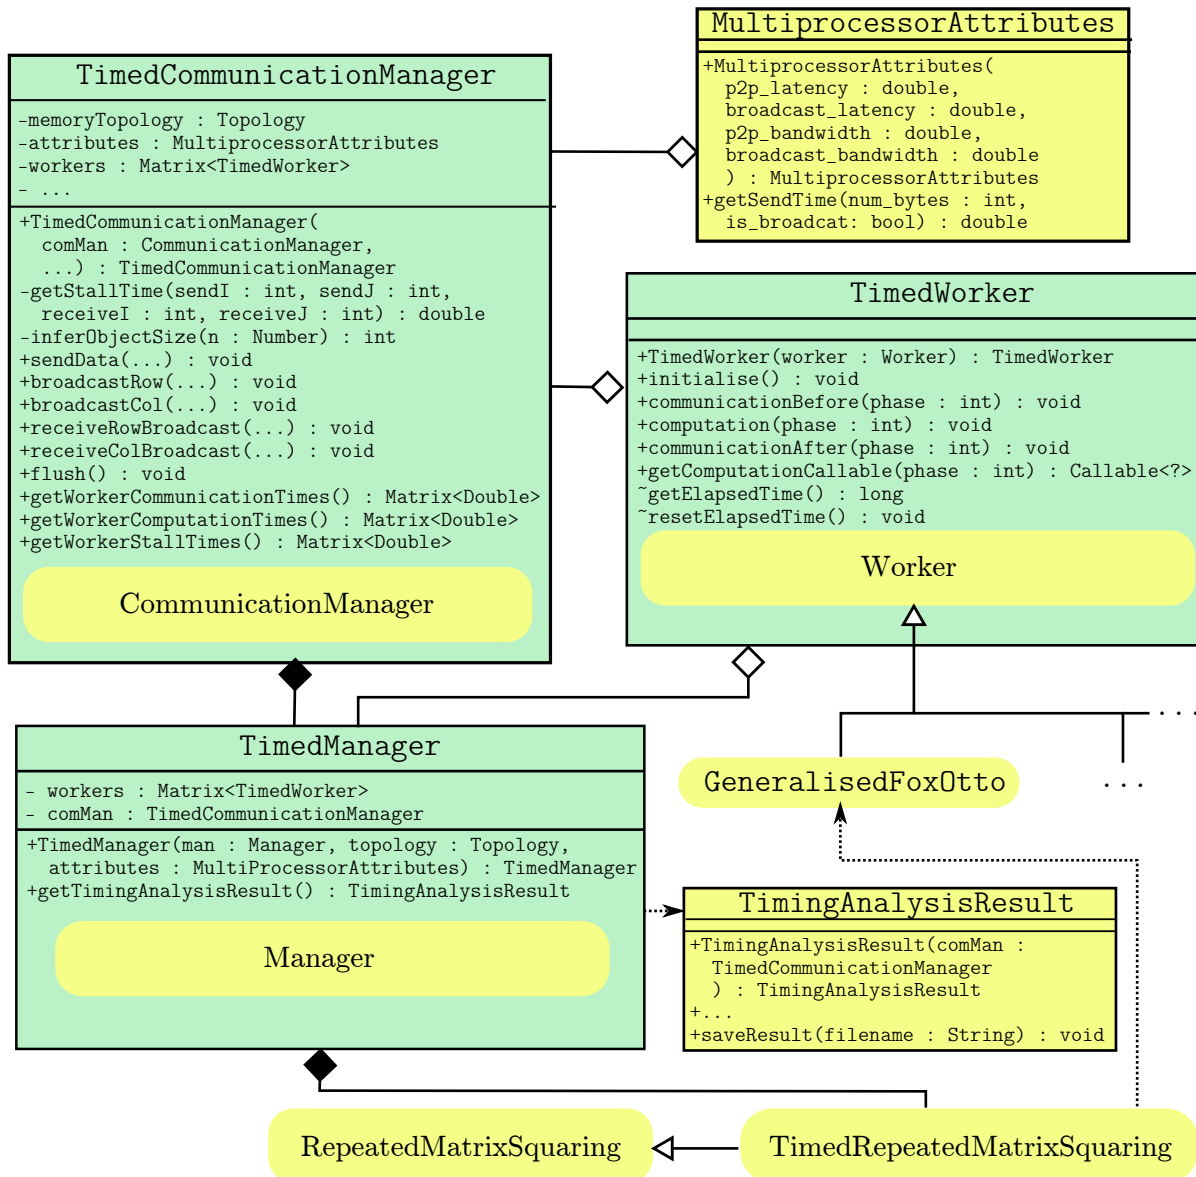 TimedCommunicationManager
-memoryTopology : Topology
-attributes : MultiprocessorAttributes
-workers : Matrix<TimedWorker>
- ...
+TimedCommunicationManager(
comMan : CommunicationManager,
...) : TimedCommunicationManager
-getStallTime(sendI : int, sendJ : int,
receiveI : int, receiveJ : int) : double
-inferObjectSize(n : Number) : int
+sendData(...) : void
+broadcastRow(...) : void
+broadcastCol(...) : void
+receiveRowBroadcast(...) : void
+receiveColBroadcast(...) : void
+flush() : void
+getWorkerCommunicationTimes() : Matrix<Double>
+getWorkerComputationTimes() : Matrix<Double>
+getWorkerStallTimes() : Matrix<Double>
CommunicationManager
MultiprocessorAttributes
+MultiprocessorAttributes(
p2p_latency : double,
broadcast_latency : double,
p2p_bandwidth : double,
broadcast_bandwidth : double
) : MultiprocessorAttributes
+getSendTime(num_bytes : int,
is_broadcat: bool) : double
TimedWorker
+TimedWorker(worker : Worker) : TimedWorker
+initialise() : void
+communicationBefore(phase : int) : void
+computation(phase : int) : void
+communicationAfter(phase : int) : void
+getComputationCallable(phase : int) : Callable<?>
~getElapsedTime() : long
~resetElapsedTime() : void
Worker
. . .
GeneralisedFoxOtto
. . .
TimedManager
- workers : Matrix<TimedWorker>
- comMan : TimedCommunicationManager
+TimedManager(man : Manager, topology : Topology,
attributes : MultiProcessorAttributes) : TimedManager
+getTimingAnalysisResult() : TimingAnalysisResult
Manager
TimingAnalysisResult
+TimingAnalysisResult(comMan :
TimedCommunicationManager
) : TimingAnalysisResult
+...
+saveResult(filename : String) : void
RepeatedMatrixSquaring
TimedRepeatedMatrixSquaring